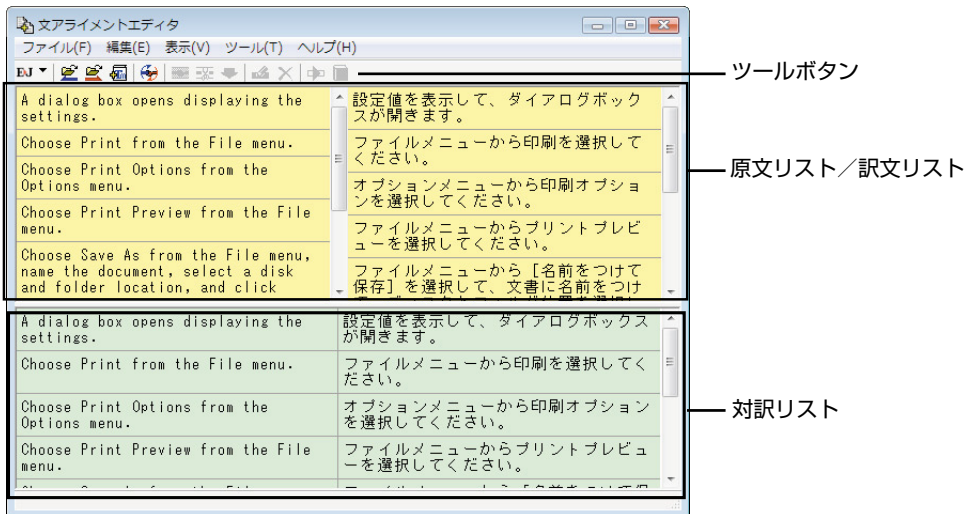 文アライメントエディタ
ファイル(F) 編集(E) 表示(V) ツール(T) ヘルプ(H)
EJ
ツールボタン
A dialog box opens displaying the
settings.
設定値を表示して、ダイアログボック
スが開きます。
Choose Print from the File menu.
ファイルメニューから印刷を選択して
ください。
Choose Print Options from the
Options menu.
オプションメニューから印刷オプショ
ンを選択してください。
Choose Print Preview from the File
menu.
ファイルメニューからプリントプレビ
ューを選択してください。
Choose Save As from the File menu,
name the document, select a disk
and folder location, and click
ファイルメニューから［名前をつけて
保存］を選択して、文書に名前をつけ
原文リスト／訳文リスト
A dialog box opens displaying the
settings.
設定値を表示して、ダイアログボックス
が開きます。
Choose Print from the File menu.
ファイルメニューから印刷を選択してく
ださい。
Choose Print Options from the
Options menu.
オプションメニューから印刷オプション
を選択してください。
Choose Print Preview from the File
menu.
ファイルメニューからプリントプレビュ
ーを選択してください。
対訳リスト